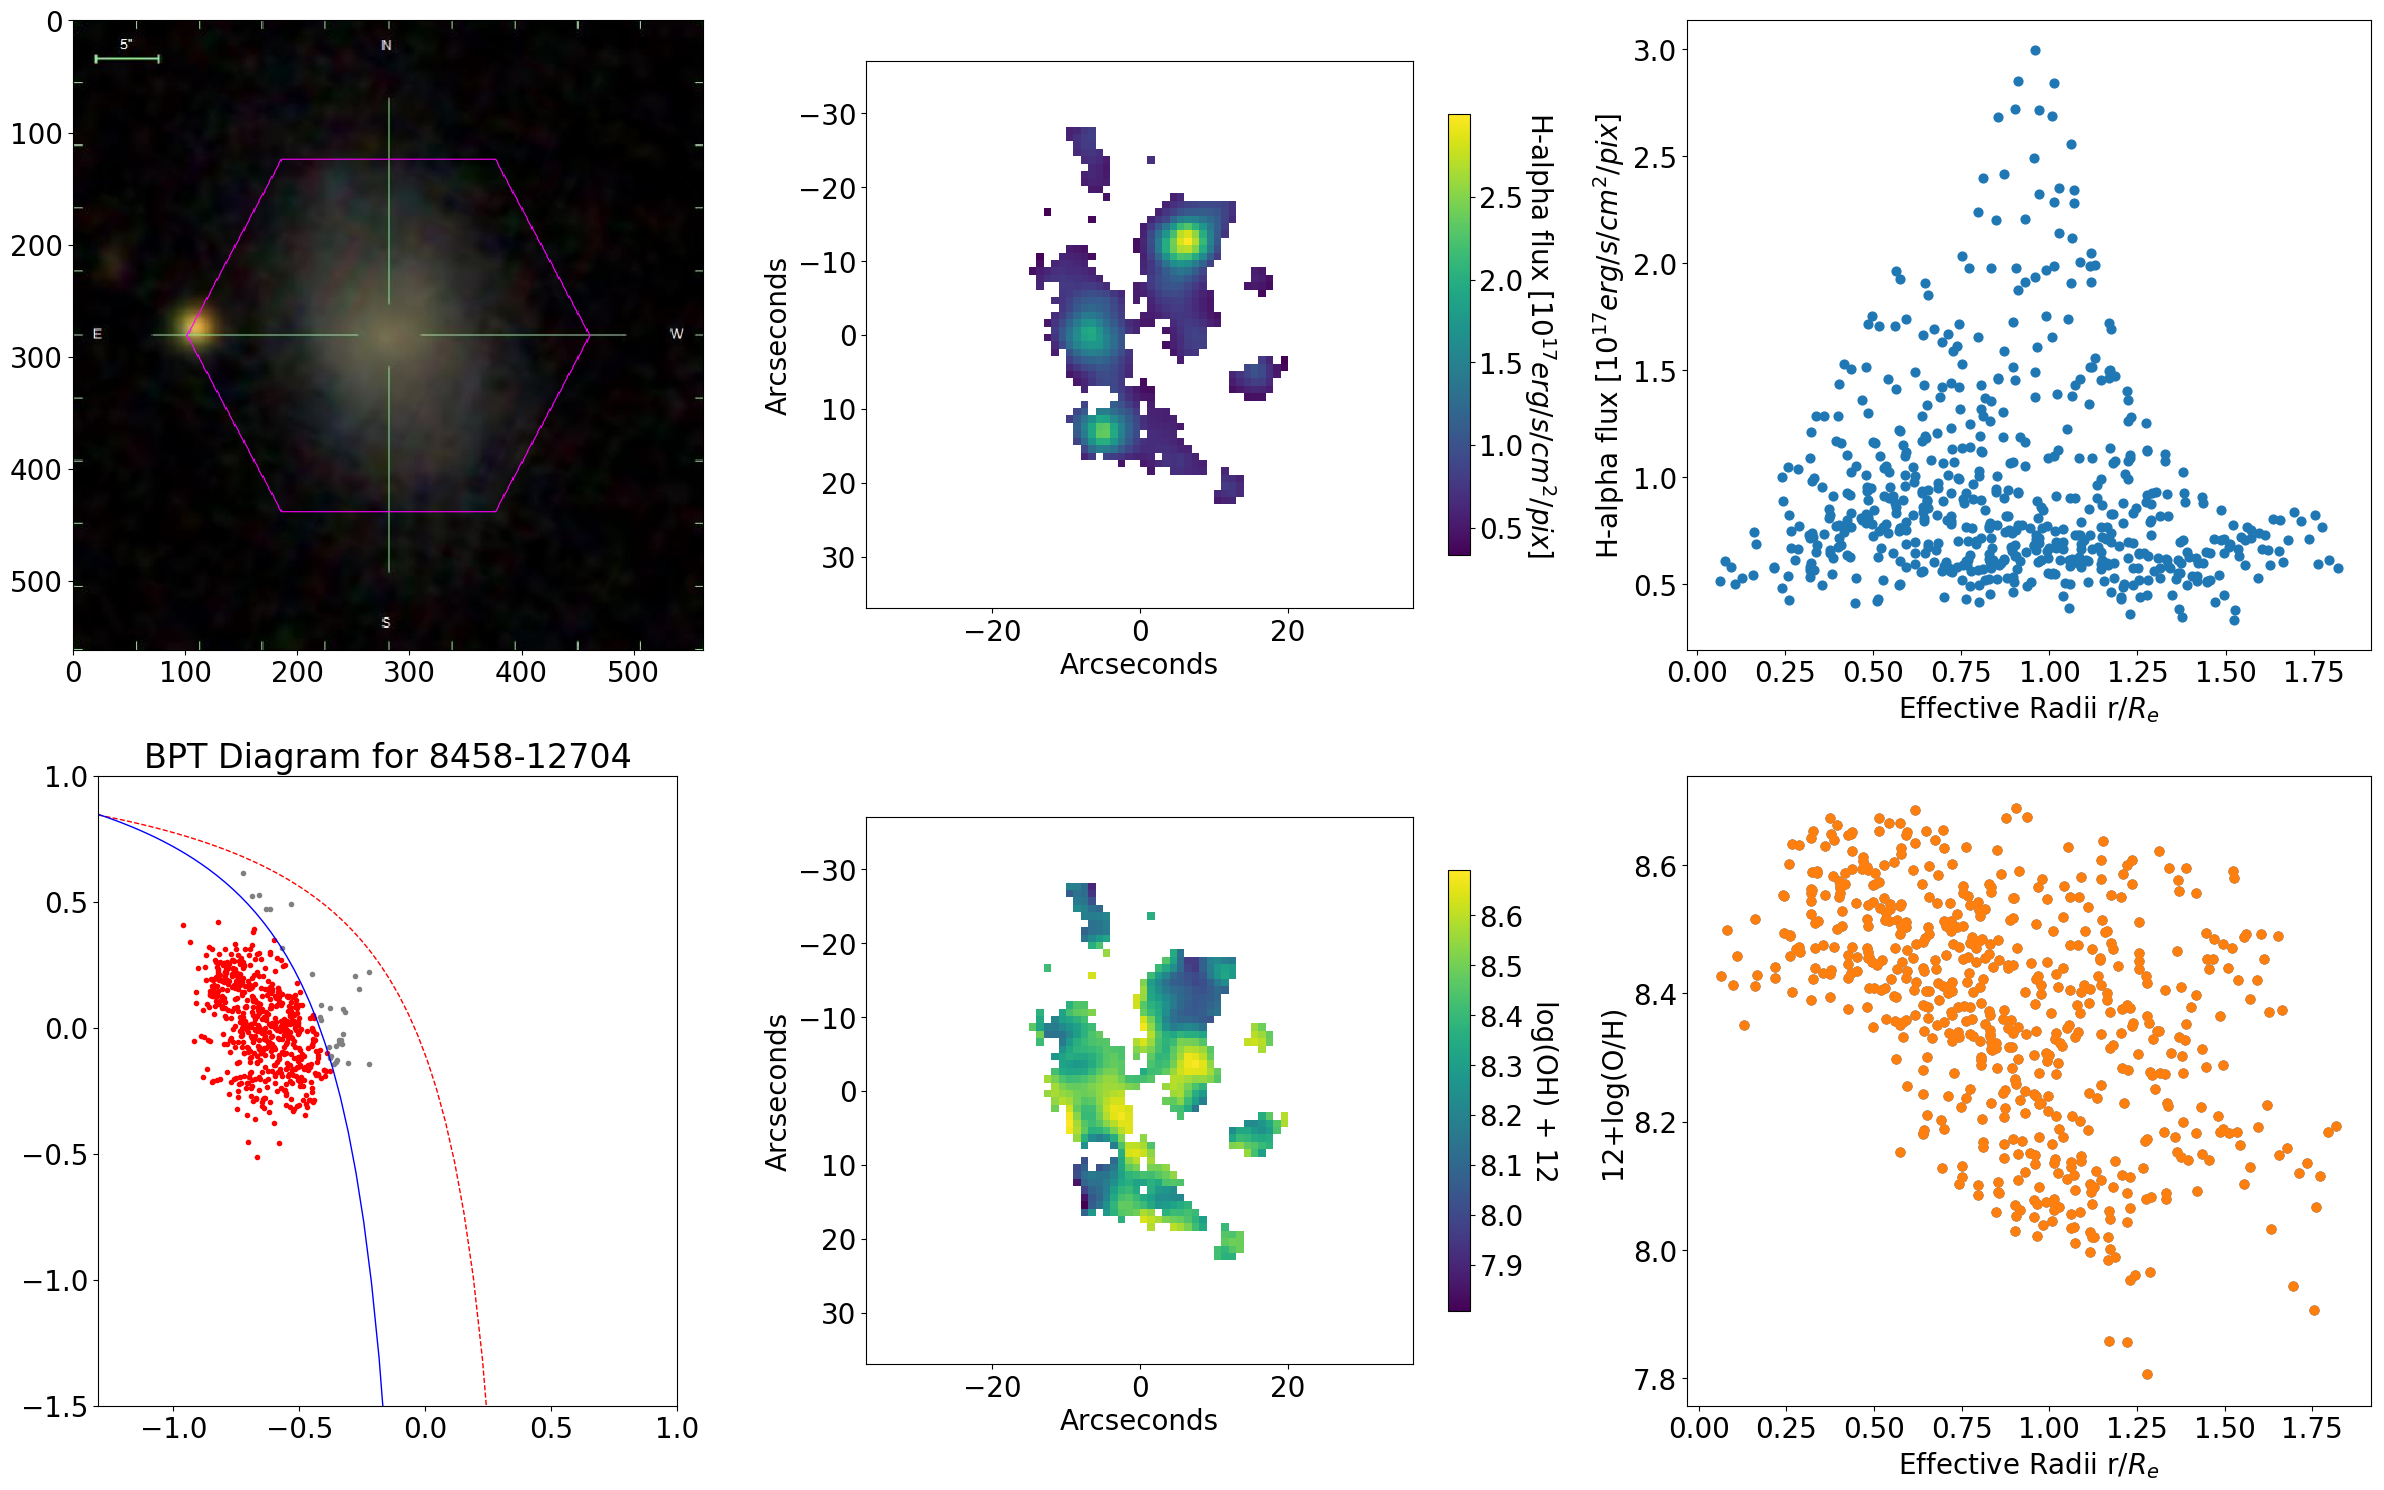 5"
N
E
W
S
0
100
200
300
400
500
0 100 200 300 400 500
−30
−20
−10
0
10
20
30
−20 0 20
Arcseconds
Arcseconds
2.5
2.0
1.5
1.0
0.5
H-alpha flux [10^17 erg/s/cm^2/pix]
3.0
2.5
2.0
1.5
1.0
0.5
0.00 0.25 0.50 0.75 1.00 1.25 1.50 1.75
Effective Radii r/R_e
H-alpha flux [10^17 erg/s/cm^2/pix]
BPT Diagram for 8458-12704
1.0
0.5
0.0
−0.5
−1.0
−1.5
−1.0 −0.5 0.0 0.5 1.0
−30
−20
−10
0
10
20
30
−20 0 20
Arcseconds
Arcseconds
8.6
8.5
8.4
8.3
8.2
8.1
8.0
7.9
log(OH) + 12
8.6
8.4
8.2
8.0
7.8
0.00 0.25 0.50 0.75 1.00 1.25 1.50 1.75
Effective Radii r/R_e
12+log(O/H)